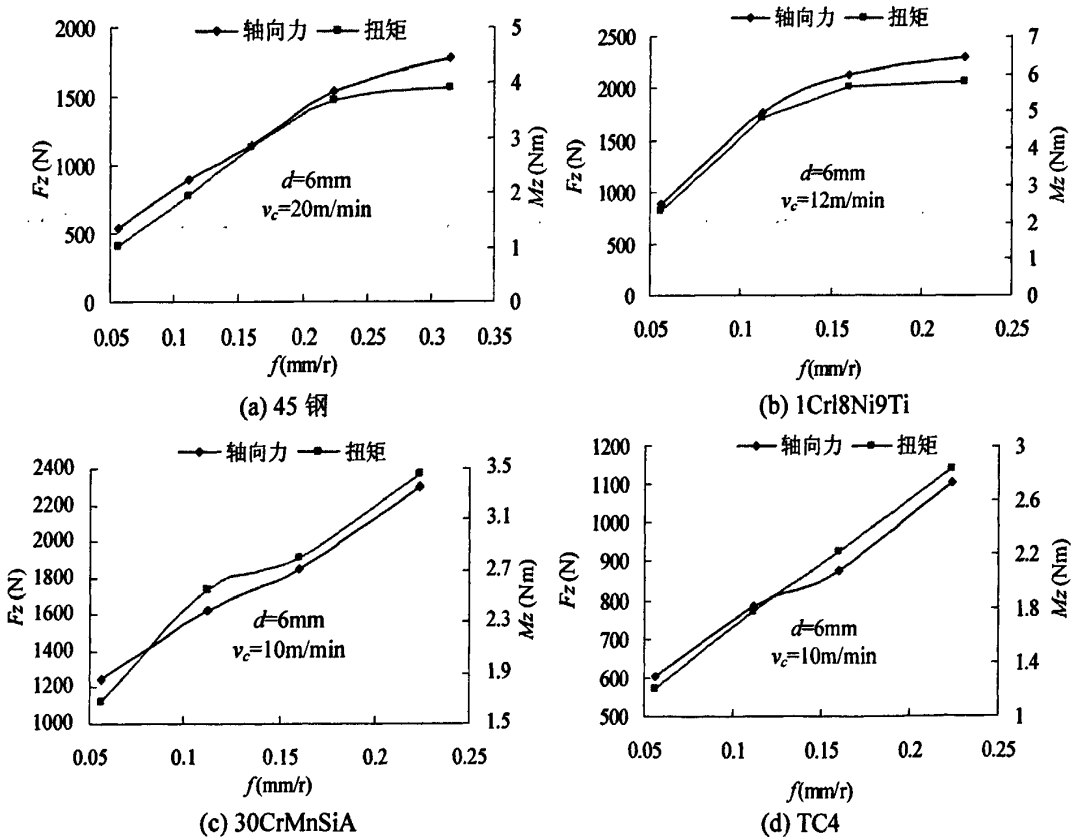 轴向力 扭矩
2000
1500
1000
500
0
Fz (N)
5
4
3
2
1
0
Mz (Nm)
d=6mm
vc=20m/min
0.05 0.1 0.15 0.2 0.25 0.3 0.35
f(mm/r)
(a) 45 钢
轴向力 扭矩
2500
2000
1500
1000
500
0
Fz (N)
7
6
5
4
3
2
1
0
Mz (Nm)
d=6mm
vc=12m/min
0.05 0.1 0.15 0.2 0.25
f(mm/r)
(b) 1Cr18Ni9Ti
轴向力 扭矩
2400
2200
2000
1800
1600
1400
1200
1000
Fz (N)
3.5
3.1
2.7
2.3
1.9
1.5
Mz (Nm)
d=6mm
vc=10m/min
0.05 0.1 0.15 0.2 0.25
f(mm/r)
(c) 30CrMnSiA
轴向力 扭矩
1200
1100
1000
900
800
700
600
500
Fz (N)
3
2.6
2.2
1.8
1.4
1
Mz (Nm)
d=6mm
vc=10m/min
0.05 0.1 0.15 0.2 0.25
f(mm/r)
(d) TC4